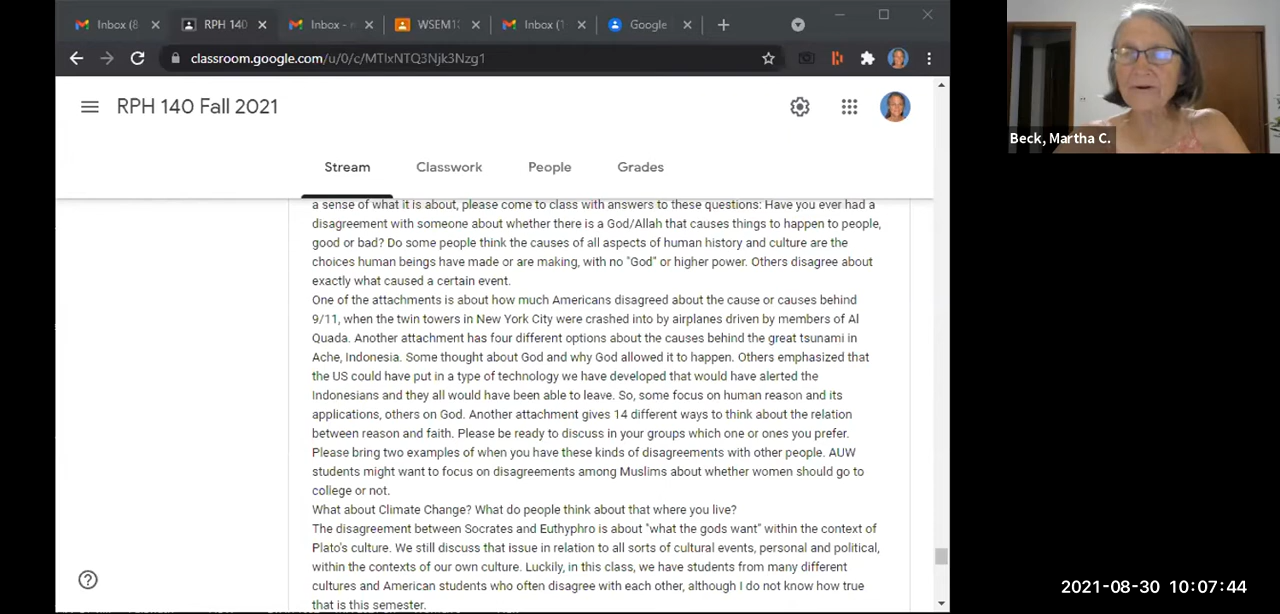 Inbox (8
RPH 140
Inbox -
WSEM1
Inbox (1
Google
classroom.google.com/u/0/c/MTIxNTQ3Njk3Nzg1
RPH 140 Fall 2021
Stream
Classwork
People
Grades
a sense of what it is about, please come to class with answers to these questions: Have you ever had a
disagreement with someone about whether there is a God/Allah that causes things to happen to people,
good or bad? Do some people think the causes of all aspects of human history and culture are the
choices human beings have made or are making, with no "God" or higher power. Others disagree about
exactly what caused a certain event.
One of the attachments is about how much Americans disagreed about the cause or causes behind
9/11, when the twin towers in New York City were crashed into by airplanes driven by members of Al
Quada. Another attachment has four different options about the causes behind the great tsunami in
Ache, Indonesia. Some thought about God and why God allowed it to happen. Others emphasized that
the US could have put in a type of technology we have developed that would have alerted the
Indonesians and they all would have been able to leave. So, some focus on human reason and its
applications, others on God. Another attachment gives 14 different ways to think about the relation
between reason and faith. Please be ready to discuss in your groups which one or ones you prefer.
Please bring two examples of when you have these kinds of disagreements with other people. AUW
students might want to focus on disagreements among Muslims about whether women should go to
college or not.
What about Climate Change? What do people think about that where you live?
The disagreement between Socrates and Euthyphro is about "what the gods want" within the context of
Plato's culture. We still discuss that issue in relation to all sorts of cultural events, personal and political,
within the contexts of our own culture. Luckily, in this class, we have students from many different
cultures and American students who often disagree with each other, although I do not know how true
that is this semester.
Beck, Martha C.
2021-08-30 10:07:44